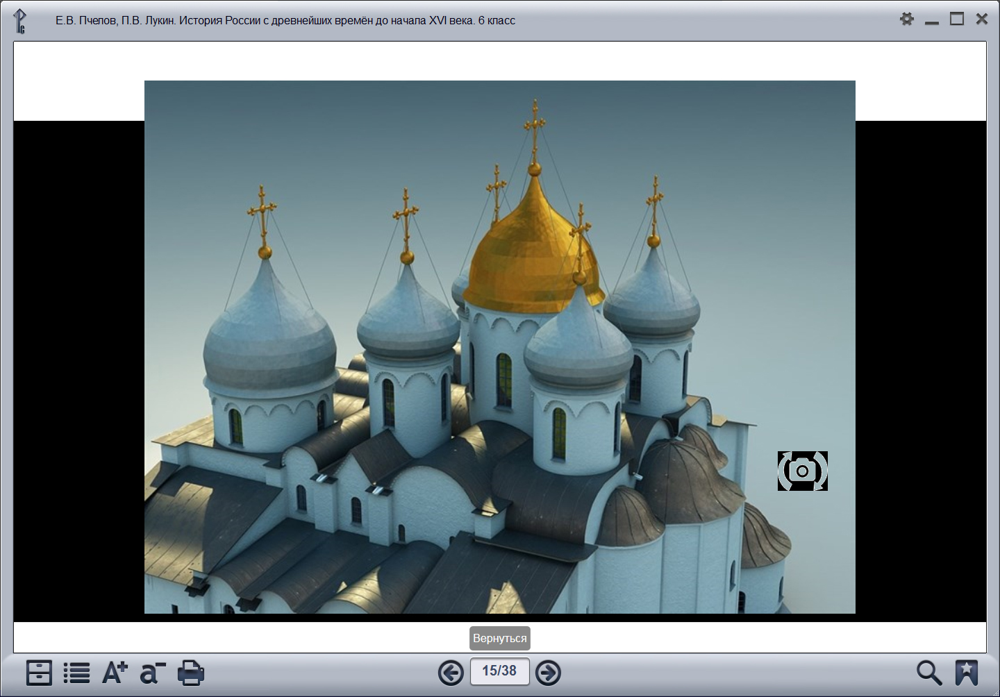 Е.В. Пчелов, П.В. Лукин. История России с древнейших времён до начала XVI века. 6 класс
Вернуться
A+
a−
15/38